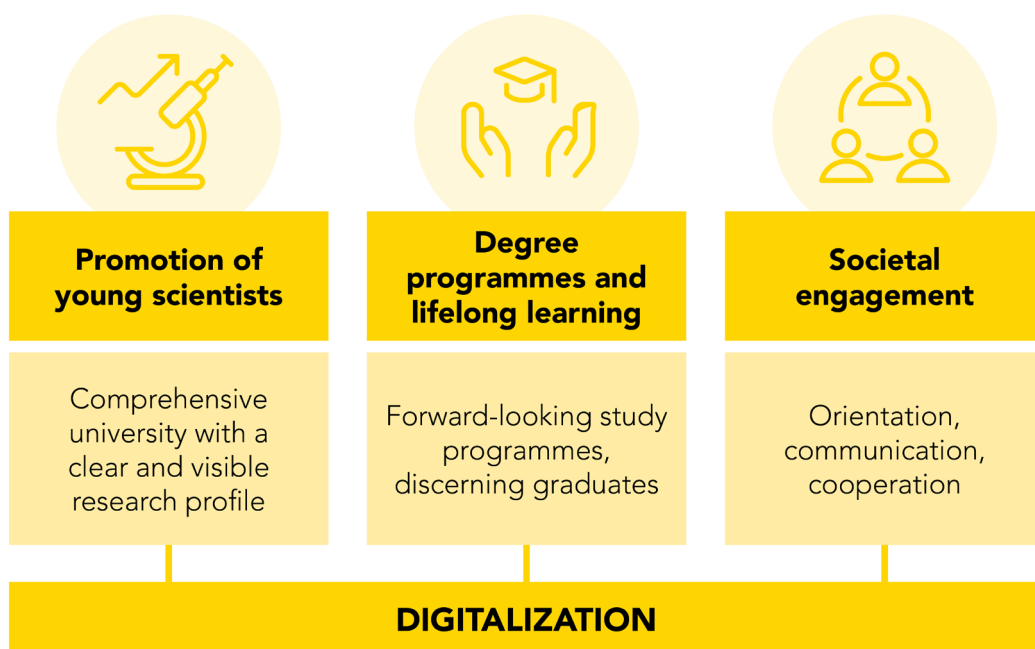 Promotion of
young scientists
Comprehensive
university with a
clear and visible
research profile
Degree
programmes and
lifelong learning
Forward-looking study
programmes,
discerning graduates
Societal
engagement
Orientation,
communication,
cooperation
DIGITALIZATION